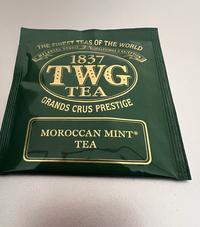 THE FINEST TEAS OF THE WORLD
1837
TWG
TEA
GRANDS CRUS PRESTIGE
MOROCCAN MINT®
TEA